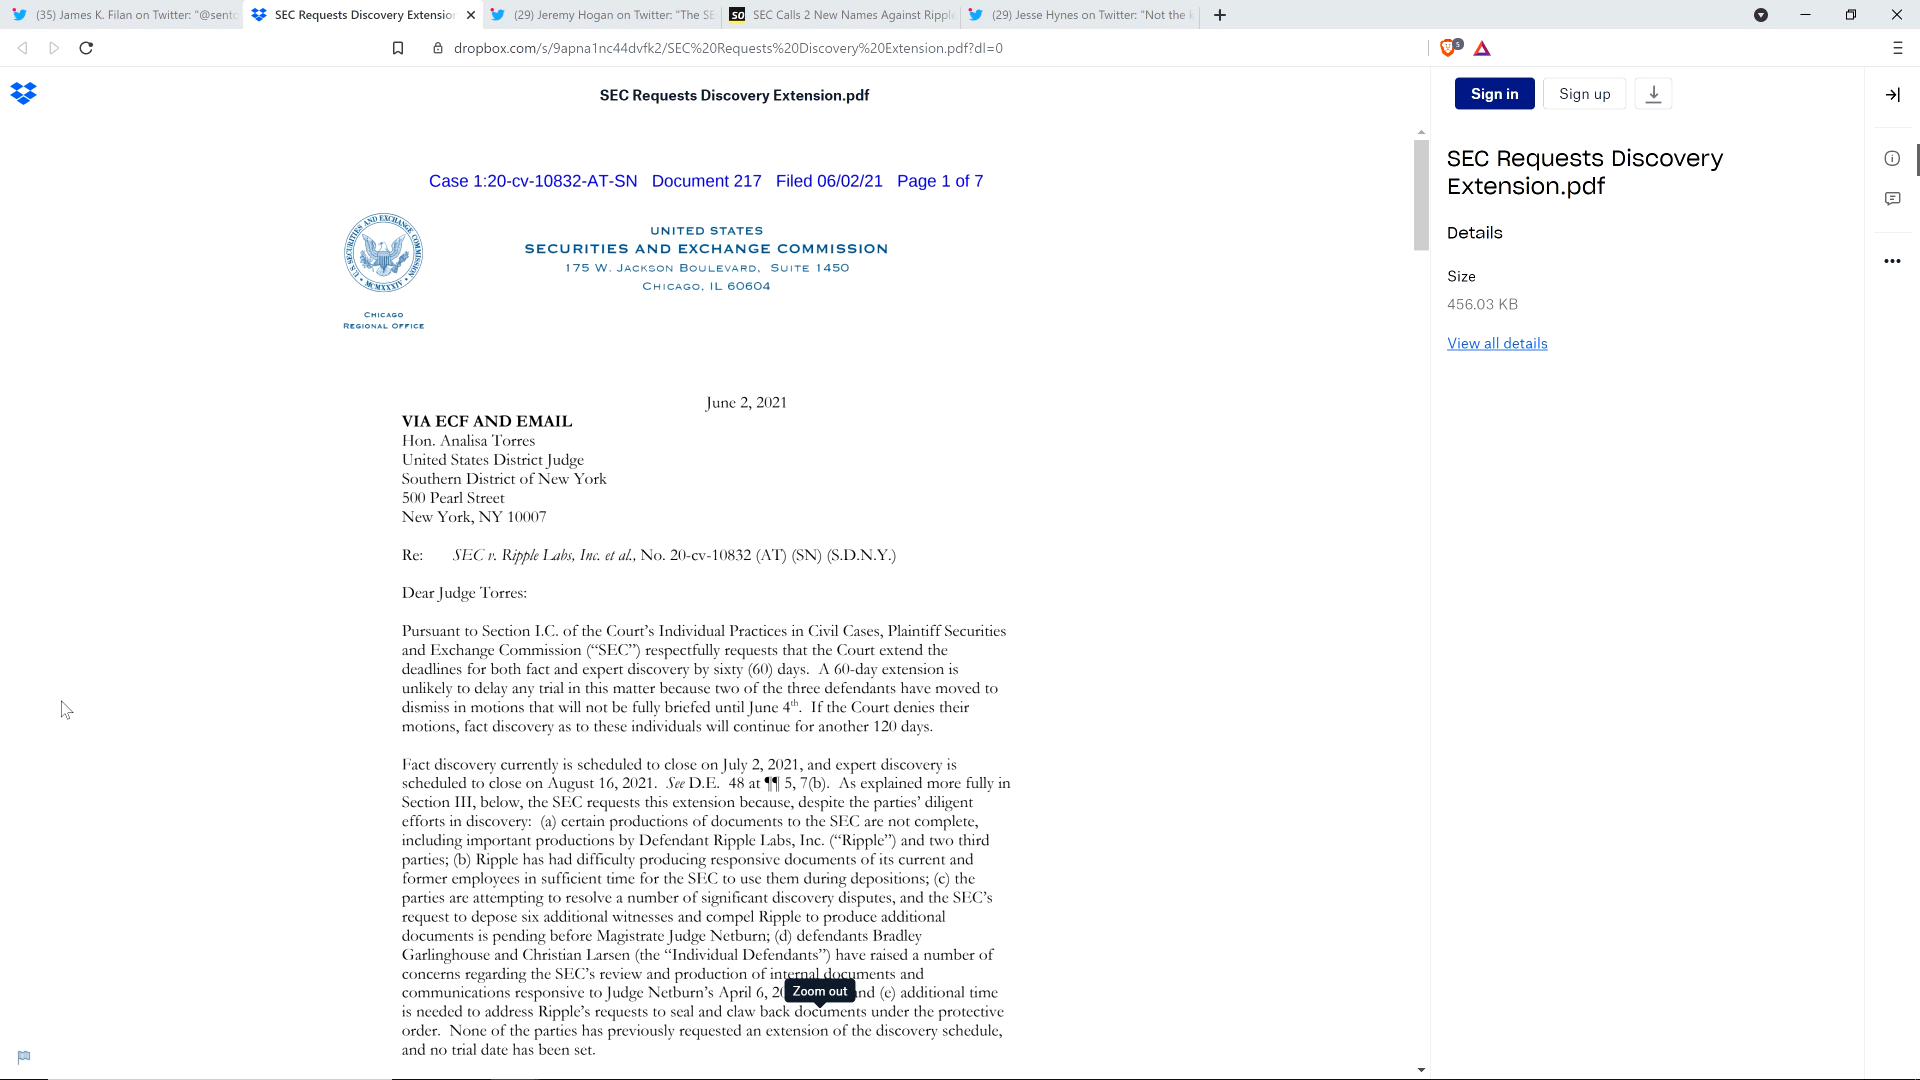 (35) James K. Filan on Twitter: "@sento
SEC Requests Discovery Extension
(29) Jeremy Hogan on Twitter: "The SE
SO SEC Calls 2 New Names Against Ripple
(29) Jesse Hynes on Twitter: "Not the k
dropbox.com/s/9apna1nc44dvfk2/SEC%20Requests%20Discovery%20Extension.pdf?dl=0
5
SEC Requests Discovery Extension.pdf
Sign in
Sign up
Case 1:20-cv-10832-AT-SN Document 217 Filed 06/02/21 Page 1 of 7
U.S. SECURITIES AND EXCHANGE COMMISSION
MCMXXXIV
CHICAGO
REGIONAL OFFICE
UNITED STATES
SECURITIES AND EXCHANGE COMMISSION
175 W. JACKSON BOULEVARD, SUITE 1450
CHICAGO, IL 60604
June 2, 2021
VIA ECF AND EMAIL
Hon. Analisa Torres
United States District Judge
Southern District of New York
500 Pearl Street
New York, NY 10007
Re: SEC v. Ripple Labs, Inc. et al., No. 20-cv-10832 (AT) (SN) (S.D.N.Y.)
Dear Judge Torres:
Pursuant to Section I.C. of the Court’s Individual Practices in Civil Cases, Plaintiff Securities
and Exchange Commission (“SEC”) respectfully requests that the Court extend the
deadlines for both fact and expert discovery by sixty (60) days. A 60-day extension is
unlikely to delay any trial in this matter because two of the three defendants have moved to
dismiss in motions that will not be fully briefed until June 4th. If the Court denies their
motions, fact discovery as to these individuals will continue for another 120 days.
Fact discovery currently is scheduled to close on July 2, 2021, and expert discovery is
scheduled to close on August 16, 2021. See D.E. 48 at ¶¶ 5, 7(b). As explained more fully in
Section III, below, the SEC requests this extension because, despite the parties’ diligent
efforts in discovery: (a) certain productions of documents to the SEC are not complete,
including important productions by Defendant Ripple Labs, Inc. (“Ripple”) and two third
parties; (b) Ripple has had difficulty producing responsive documents of its current and
former employees in sufficient time for the SEC to use them during depositions; (c) the
parties are attempting to resolve a number of significant discovery disputes, and the SEC’s
request to depose six additional witnesses and compel Ripple to produce additional
documents is pending before Magistrate Judge Netburn; (d) defendants Bradley
Garlinghouse and Christian Larsen (the “Individual Defendants”) have raised a number of
concerns regarding the SEC’s review and production of internal documents and
communications responsive to Judge Netburn’s April 6, 20 and (e) additional time
is needed to address Ripple’s requests to seal and claw back documents under the protective
order. None of the parties has previously requested an extension of the discovery schedule,
and no trial date has been set.
Zoom out
SEC Requests Discovery
Extension.pdf
Details
Size
456.03 KB
View all details